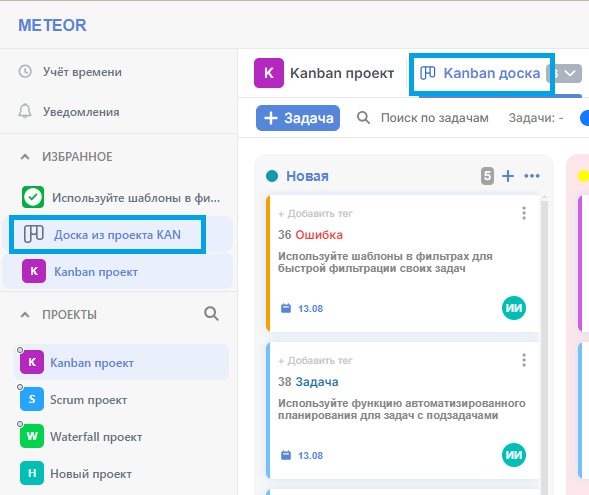 METEOR
Учёт времени
Уведомления
ИЗБРАННОЕ
Используйте шаблоны в фи...
Доска из проекта KAN
K Kanban проект
ПРОЕКТЫ
K Kanban проект
S Scrum проект
W Waterfall проект
Н Новый проект
K Kanban проект
Kanban доска
+ Задача
Поиск по задачам
Задачи: -
Новая
5 + •••
+ Добавить тег
36 Ошибка
Используйте шаблоны в фильтрах для
быстрой фильтрации своих задач
13.08
ИИ
+ Добавить тег
38 Задача
Используйте функцию автоматизированного
планирования для задач с подзадачами
13.08
ИИ